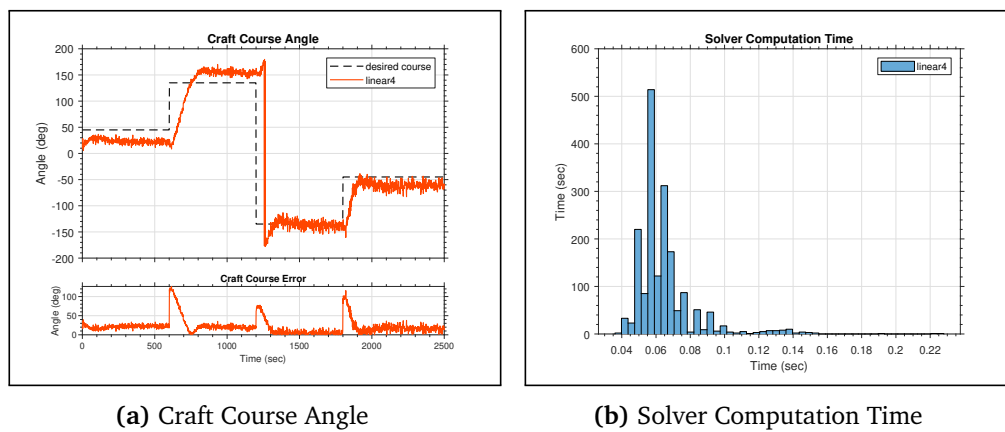 Craft Course Angle
200
150
100
50
0
-50
-100
-150
-200
Angle (deg)
desired course
linear4
Craft Course Error
100
50
0
Angle (deg)
0
500
1000
1500
2000
2500
Time (sec)
(a) Craft Course Angle
Solver Computation Time
600
500
400
300
200
100
0
Time (sec)
linear4
0.04
0.06
0.08
0.1
0.12
0.14
0.16
0.18
0.2
0.22
Time (sec)
(b) Solver Computation Time